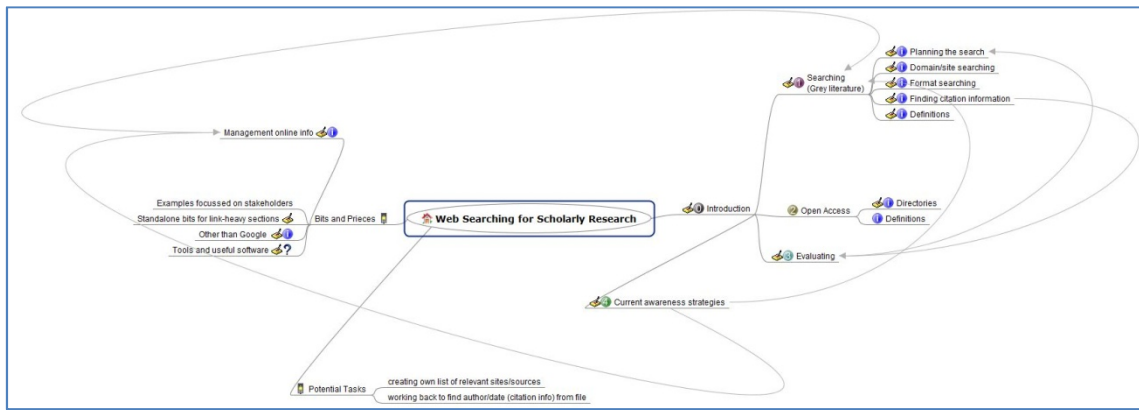 Web Searching for Scholarly Research
Introduction
Searching
(Grey literature)
Planning the search
Domain/site searching
Format searching
Finding citation information
Definitions
Open Access
Directories
Definitions
Evaluating
Current awareness strategies
Management online info
Bits and Prieces
Examples focussed on stakeholders
Standalone bits for link-heavy sections
Other than Google
Tools and useful software
Potential Tasks
creating own list of relevant sites/sources
working back to find author/date (citation info) from file